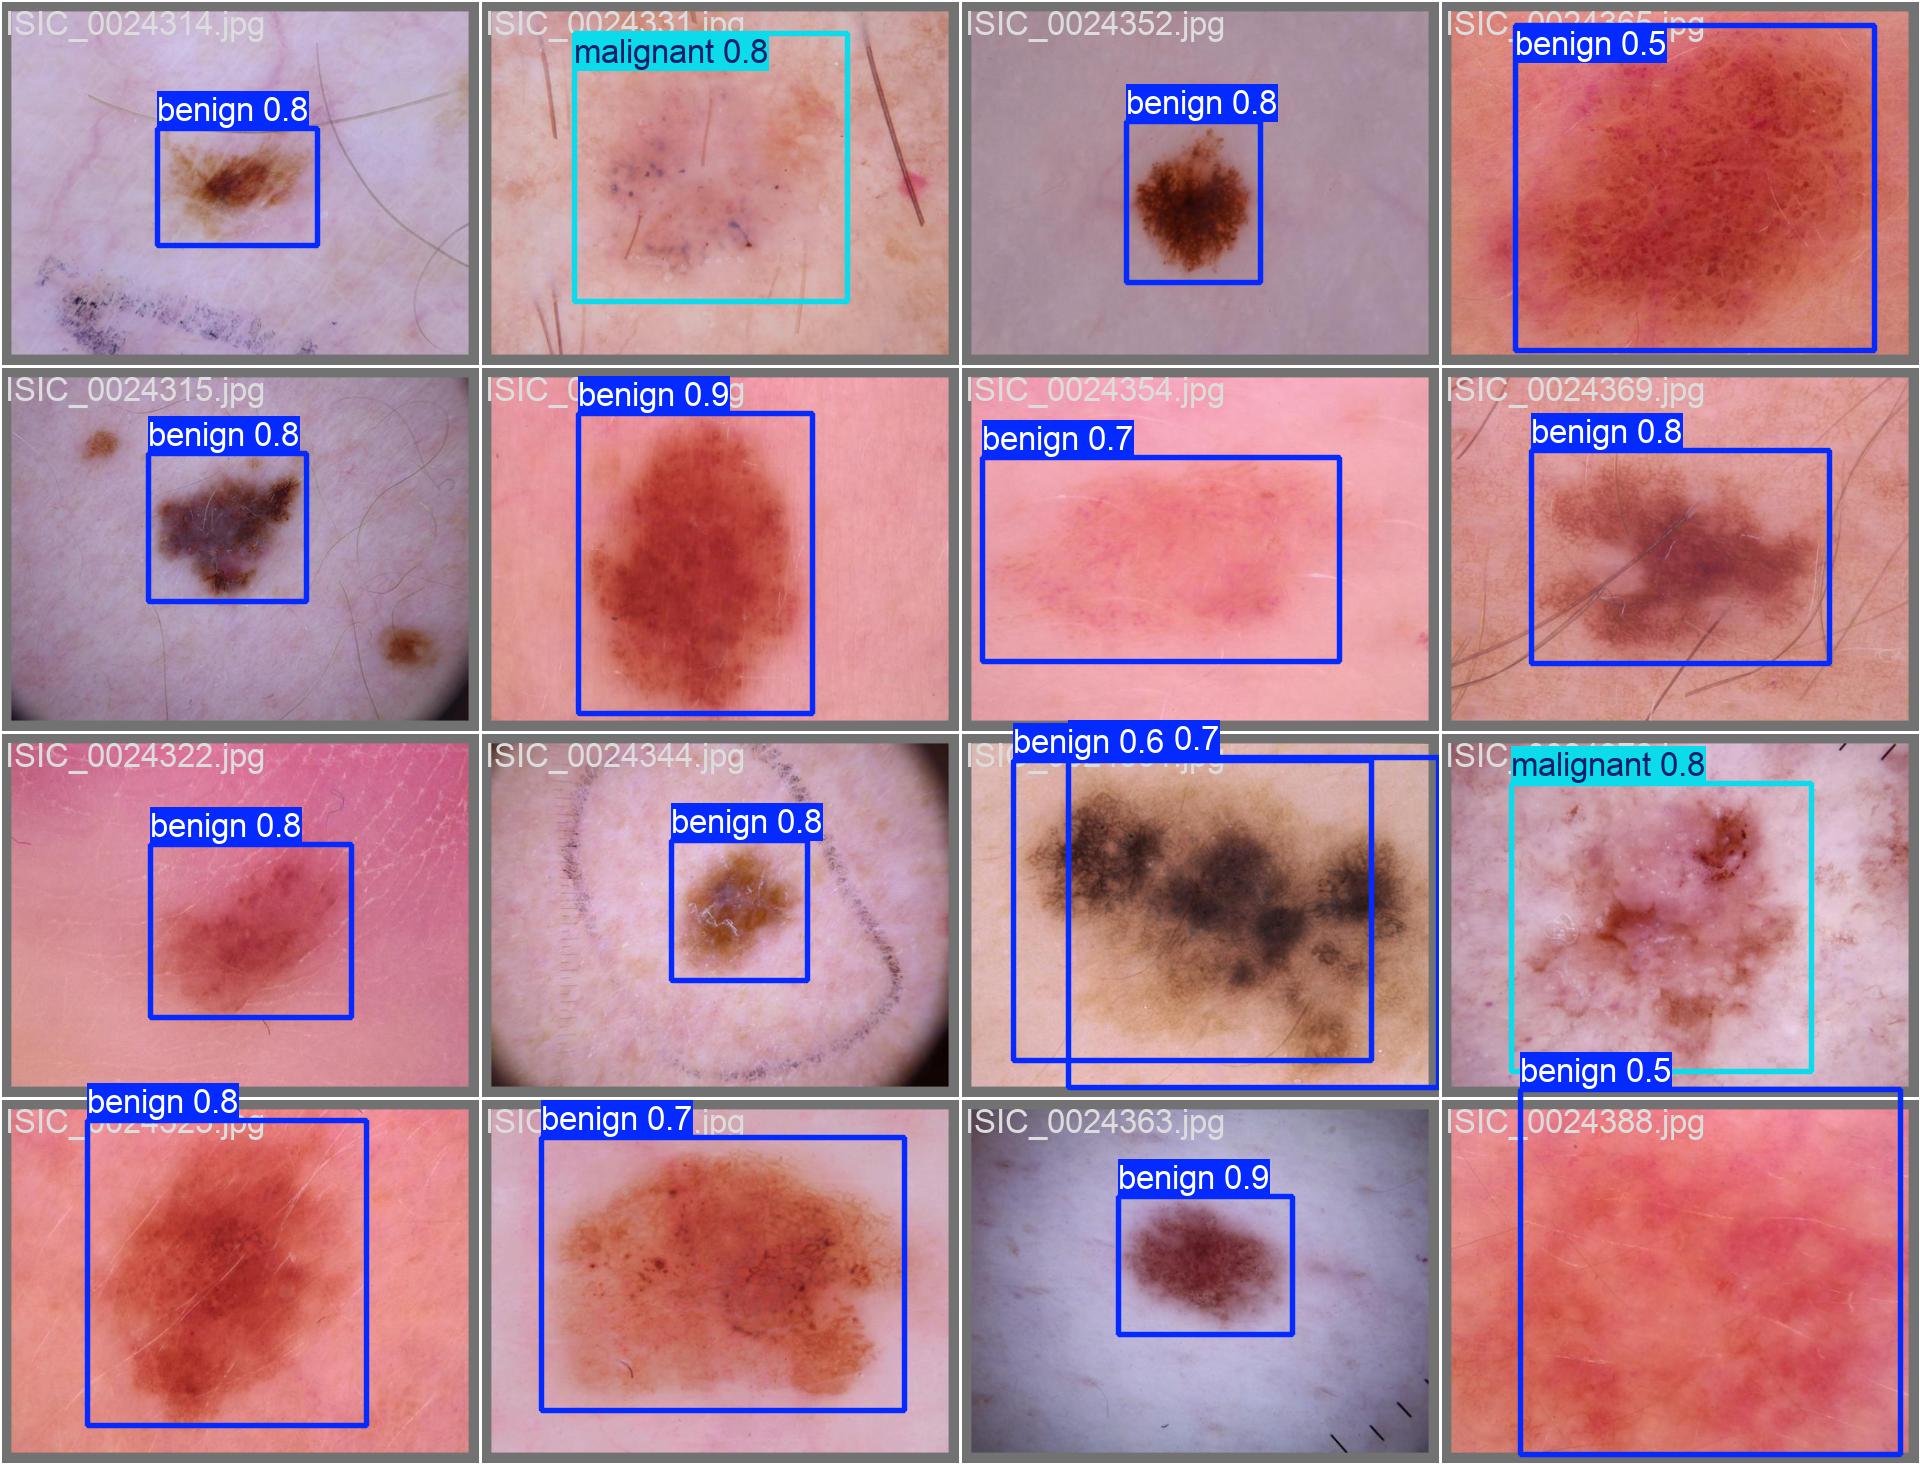 ISIC_0024314.jpg
benign 0.8
malignant 0.8
ISIC_0024352.jpg
benign 0.8
benign 0.5
ISIC_0024315.jpg
benign 0.8
benign 0.9
ISIC_0024354.jpg
benign 0.7
ISIC_0024369.jpg
benign 0.8
ISIC_0024322.jpg
benign 0.8
ISIC_0024344.jpg
benign 0.8
benign 0.6 0.7
malignant 0.8
benign 0.8
benign 0.7
.jpg
ISIC_0024363.jpg
benign 0.9
ISIC_0024388.jpg
benign 0.5